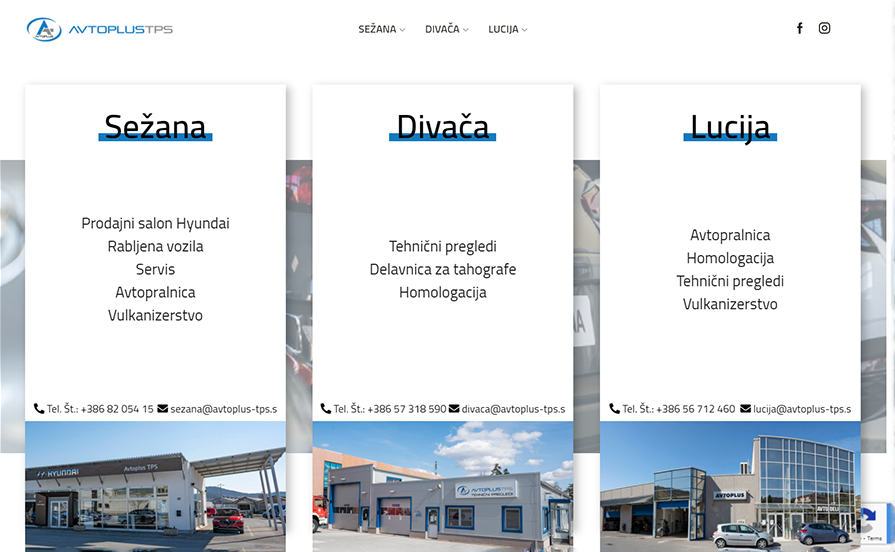 AVTOPLUS TPS
SEŽANA
DIVAČA
LUCIJA
Sežana
Prodajni salon Hyundai
Rabljena vozila
Servis
Avtopralnica
Vulkanizerstvo
Tel. Št.: +386 82 054 15 sezana@avtoplus-tps.s
HYUNDAI Avtoplus TPS
Divača
Tehnični pregledi
Delavnica za tahografe
Homologacija
Tel. Št.: +386 57 318 590 divaca@avtoplus-tps.s
AVTOPLUSTPS
TEHNIČNI PREGLEDI
Lucija
Avtopralnica
Homologacija
Tehnični pregledi
Vulkanizerstvo
Tel. Št.: +386 56 712 460 lucija@avtoplus-tps.s
AVTOPLUS
AVTO DELI
- Terms